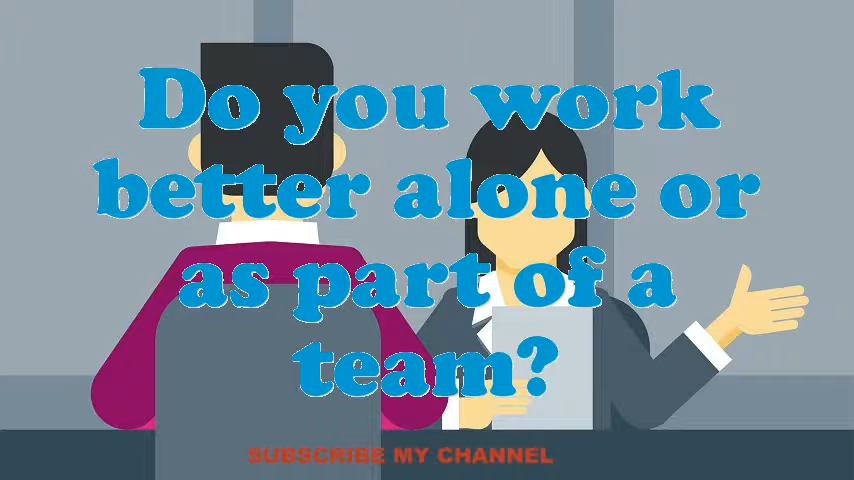 Do you work
better alone or
as part of a
team?
SUBSCRIBE MY CHANNEL